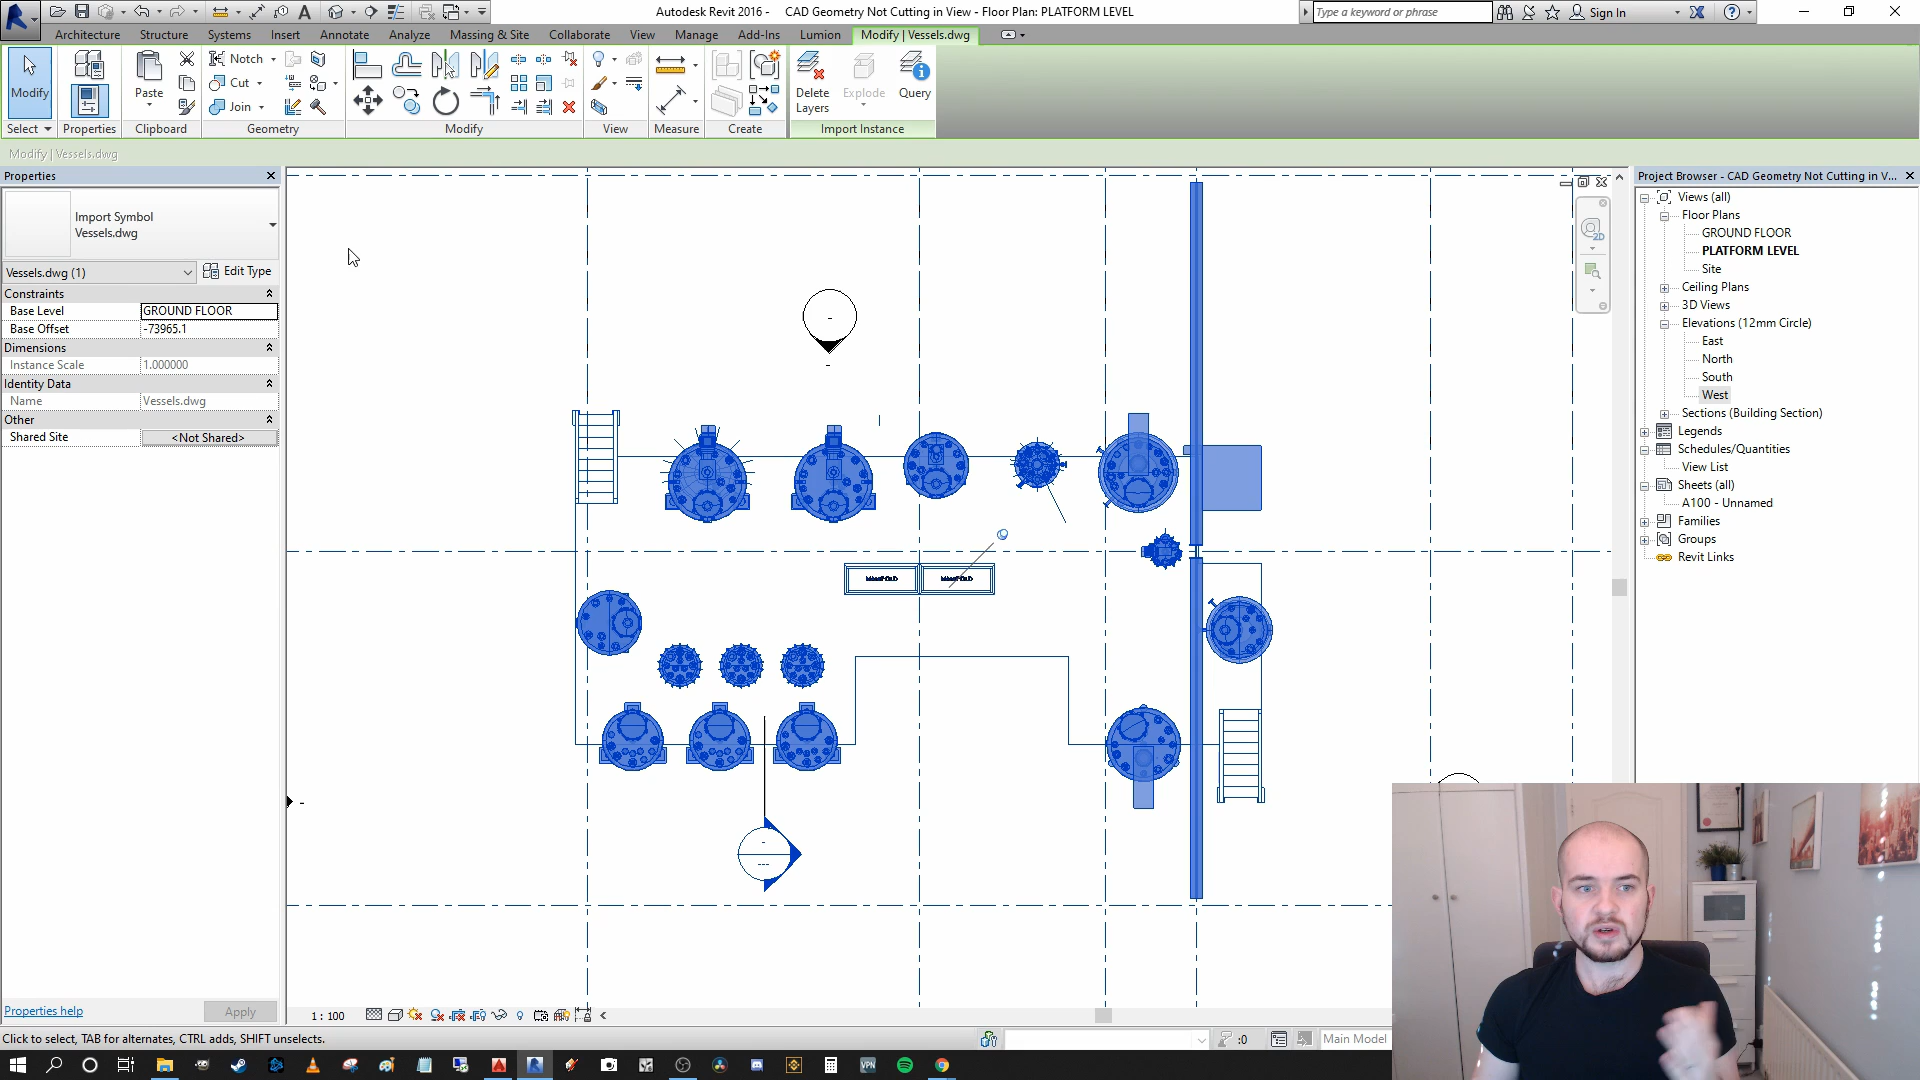 Autodesk Revit 2016 -     CAD Geometry Not Cutting in View - Floor Plan: PLATFORM LEVEL
Type a keyword or phrase
Sign In
Architecture Structure Systems Insert Annotate Analyze Massing & Site Collaborate View Manage Add-Ins Lumion Modify | Vessels.dwg
Modify
Paste
Notch
Cut
Join
Delete Layers
Explode
Query
Select Properties Clipboard Geometry Modify View Measure Create Import Instance
Modify | Vessels.dwg
Properties
Import Symbol
Vessels.dwg
Vessels.dwg (1)
Edit Type
Constraints
Base Level GROUND FLOOR
Base Offset -73965.1
Dimensions
Instance Scale 1.000000
Identity Data
Name Vessels.dwg
Other
Shared Site <Not Shared>
Properties help
Apply
MANIFOLD MANIFOLD
2D
Project Browser - CAD Geometry Not Cutting in V...
Views (all)
Floor Plans
GROUND FLOOR
PLATFORM LEVEL
Site
Ceiling Plans
3D Views
Elevations (12mm Circle)
East
North
South
West
Sections (Building Section)
Legends
Schedules/Quantities
View List
Sheets (all)
A100 - Unnamed
Families
Groups
Revit Links
1 : 100
Click to select, TAB for alternates, CTRL adds, SHIFT unselects.
:0
Main Model
VPN